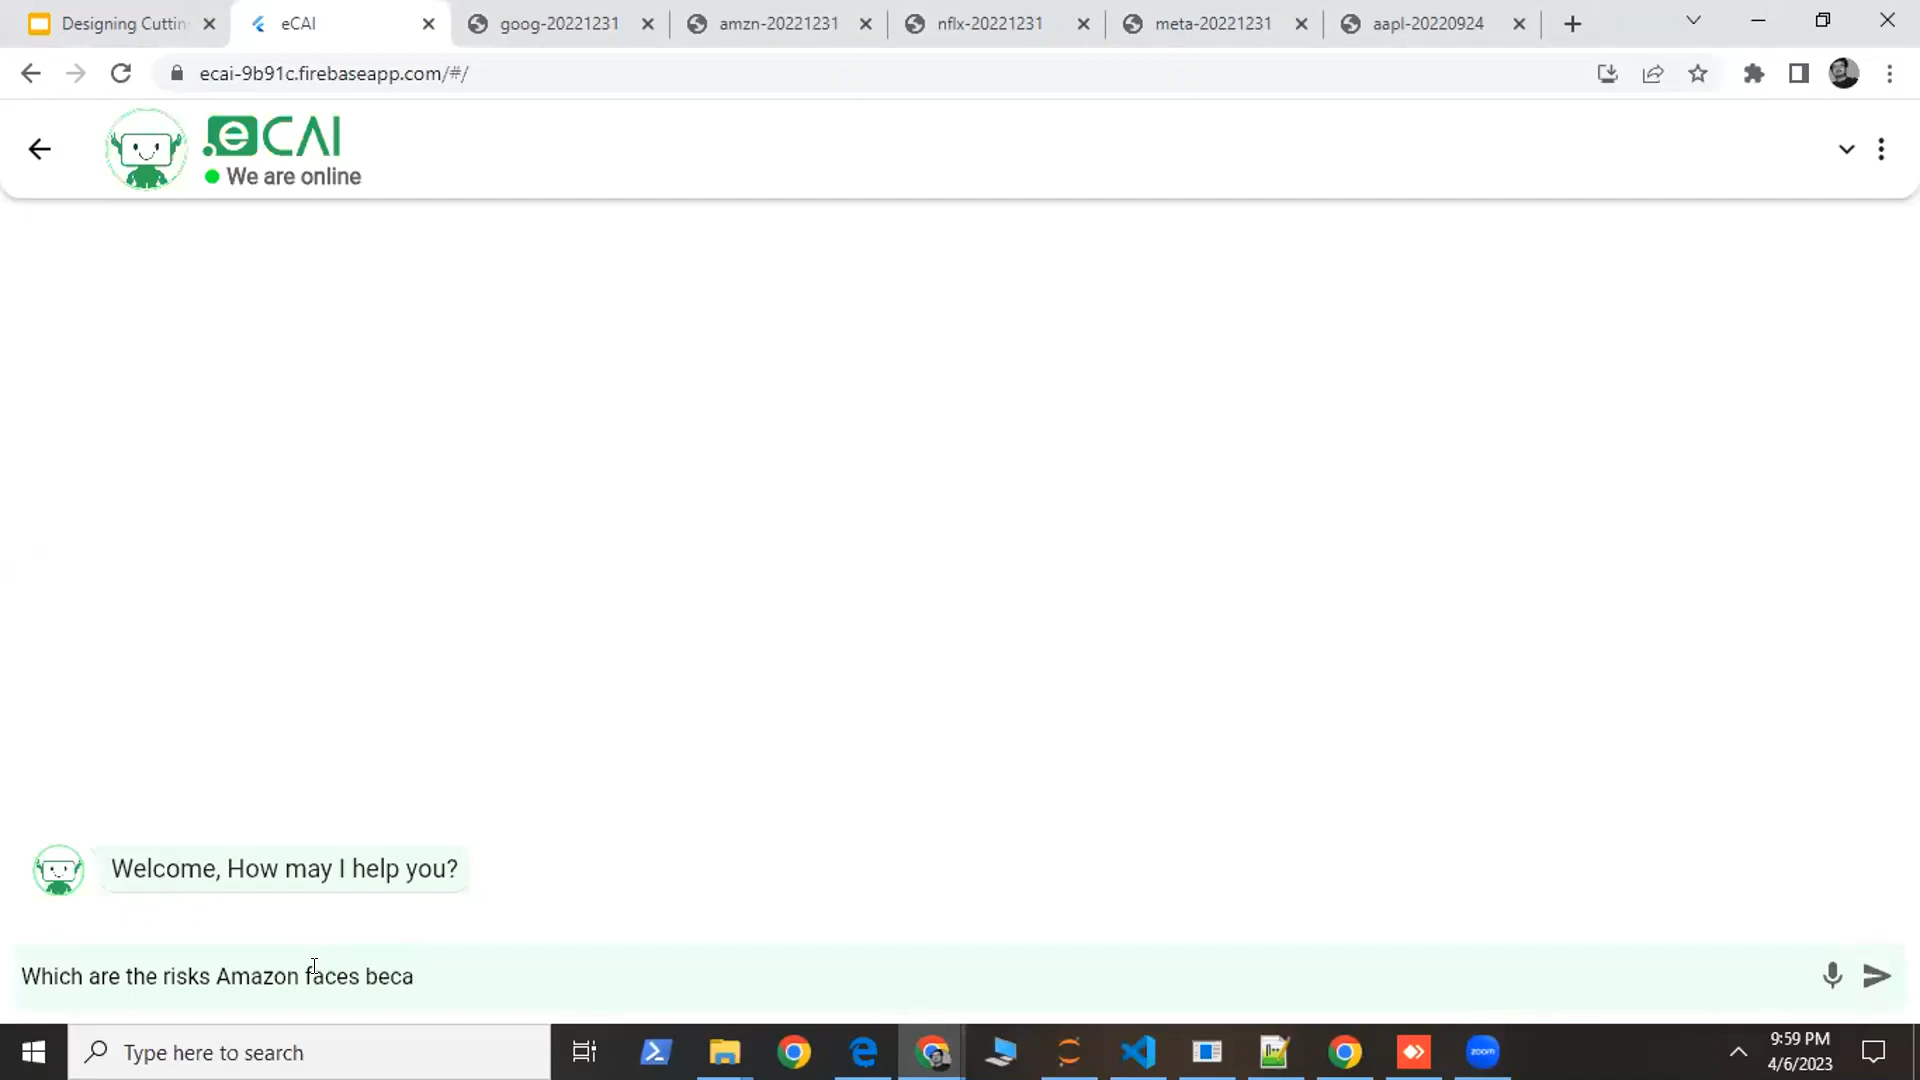 Designing Cuttin
eCAI
goog-20221231
amzn-20221231
nflx-20221231
meta-20221231
aapl-20220924
ecai-9b91c.firebaseapp.com/#/
.eCAI
We are online
Welcome, How may I help you?
Which are the risks Amazon faces beca
Type here to search
zoom
9:59 PM
4/6/2023